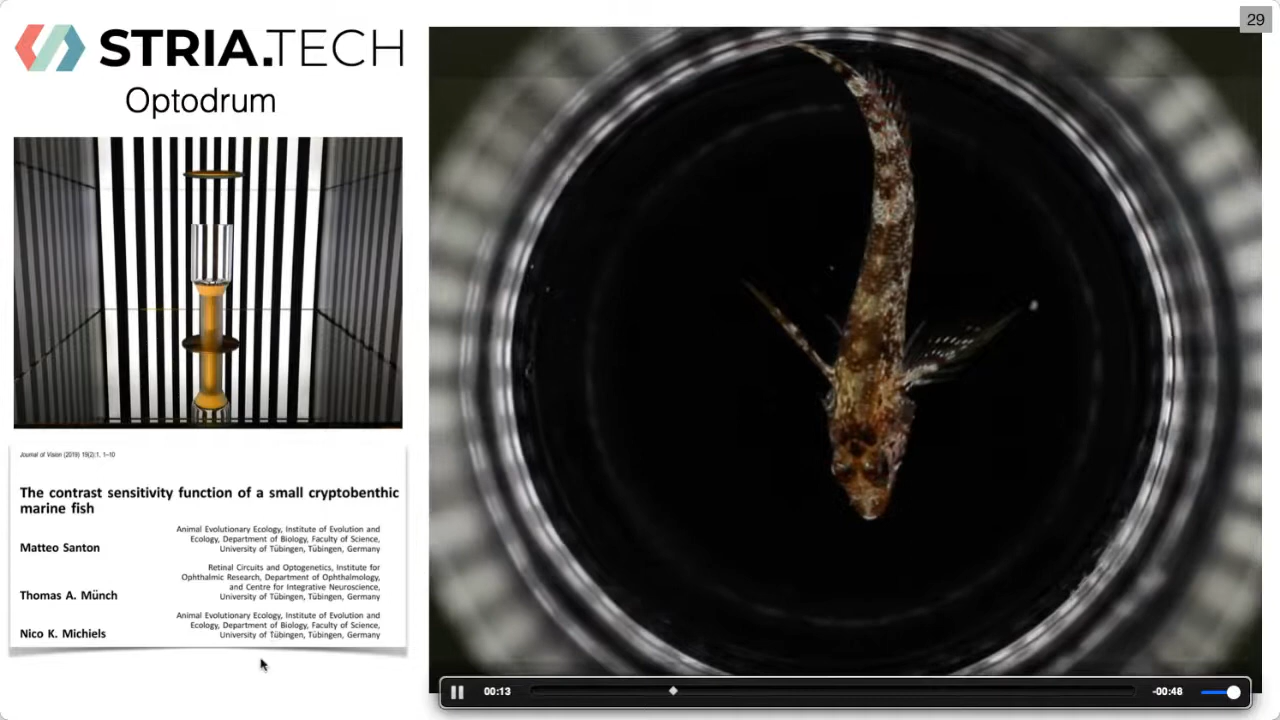 29
STRIA.TECH
Optodrum
Journal of Vision (2019) 19(2):1, 1–10
The contrast sensitivity function of a small cryptobenthic
marine fish
Animal Evolutionary Ecology, Institute of Evolution and
Ecology, Department of Biology, Faculty of Science,
Matteo Santon
University of Tübingen, Tübingen, Germany
Retinal Circuits and Optogenetics, Institute for
Ophthalmic Research, Department of Ophthalmology,
and Centre for Integrative Neuroscience,
Thomas A. Münch
University of Tübingen, Tübingen, Germany
Animal Evolutionary Ecology, Institute of Evolution and
Ecology, Department of Biology, Faculty of Science,
Nico K. Michiels
University of Tübingen, Tübingen, Germany
00:13
-00:48